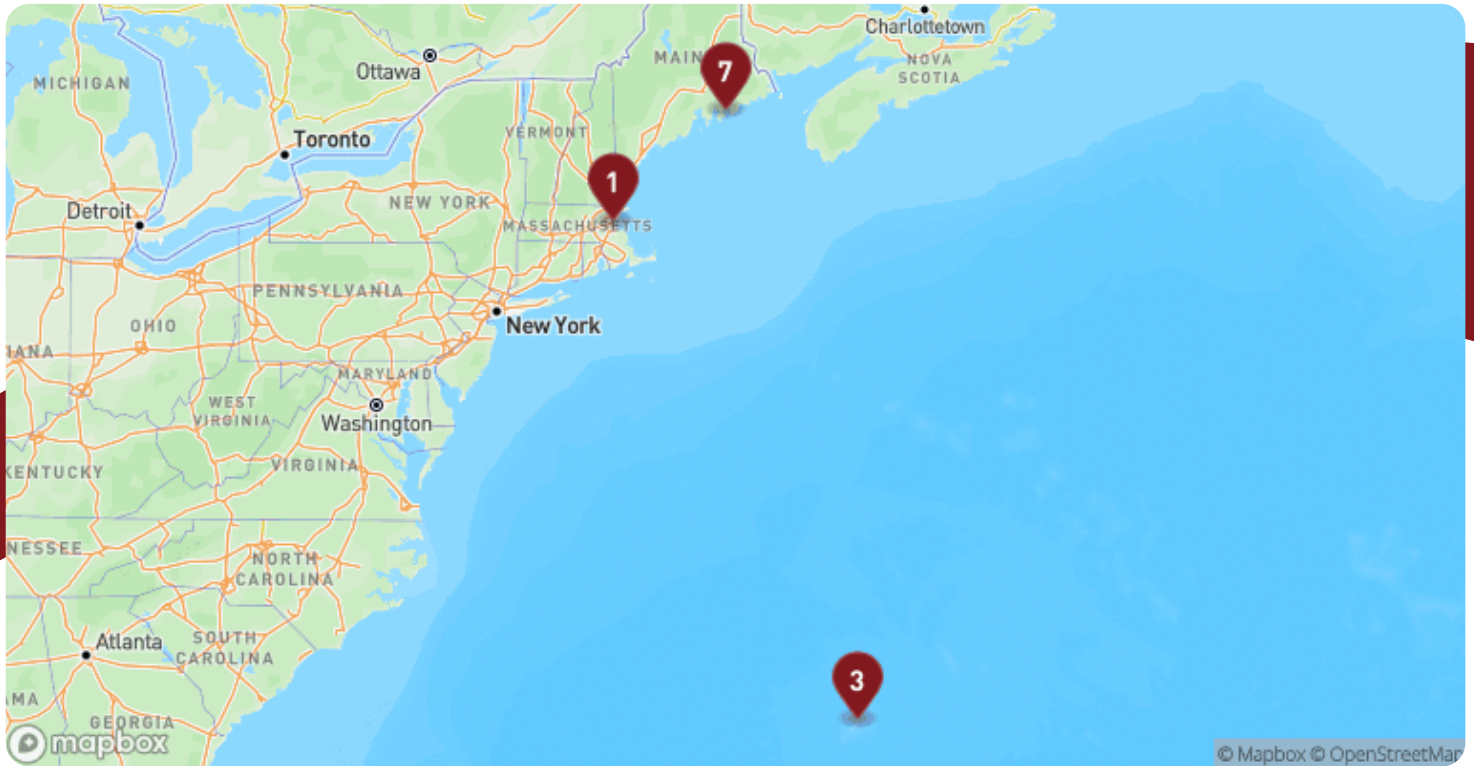 Charlottetown
NOVA
SCOTIA
Ottawa
MAIN
7
MICHIGAN
Toronto
VERMONT
1
Detroit
NEW YORK
MASSACHUSETTS
PENNSYLVANIA
New York
OHIO
IANA
MARYLAND
WEST
VIRGINIA
Washington
VIRGINIA
KENTUCKY
NESSEE
NORTH
CAROLINA
Atlanta
SOUTH
CAROLINA
3
AMA
GEORGIA
mapbox
© Mapbox © OpenStreetMap